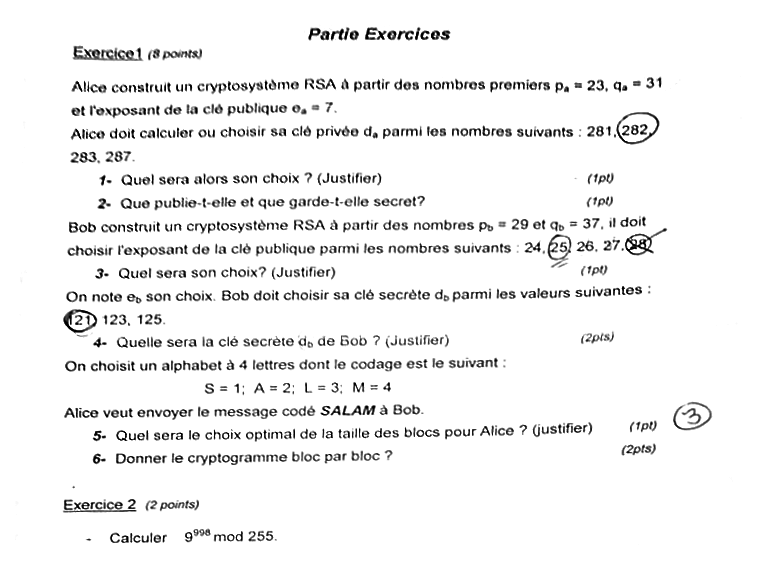 Partie Exercices
Exercice1 (8 points)
Alice construit un cryptosystème RSA à partir des nombres premiers pₐ = 23, qₐ = 31
et l'exposant de la clé publique eₐ = 7.
Alice doit calculer ou choisir sa clé privée dₐ parmi les nombres suivants : 281, 282,
283, 287.
1- Quel sera alors son choix ? (Justifier) (1pt)
2- Que publie-t-elle et que garde-t-elle secret? (1pt)
Bob construit un cryptosystème RSA à partir des nombres p_b = 29 et q_b = 37, il doit
choisir l'exposant de la clé publique parmi les nombres suivants : 24, 25, 26, 27, 28
3- Quel sera son choix? (Justifier) (1pt)
On note e_b son choix. Bob doit choisir sa clé secrète d_b parmi les valeurs suivantes :
121, 123, 125.
4- Quelle sera la clé secrète d_b de Bob ? (Justifier) (2pts)
On choisit un alphabet à 4 lettres dont le codage est le suivant :
S = 1; A = 2; L = 3; M = 4
Alice veut envoyer le message codé SALAM à Bob.
5- Quel sera le choix optimal de la taille des blocs pour Alice ? (justifier) (1pt) 3
6- Donner le cryptogramme bloc par bloc ? (2pts)
Exercice 2 (2 points)
- Calculer 9⁹⁹⁸ mod 255.